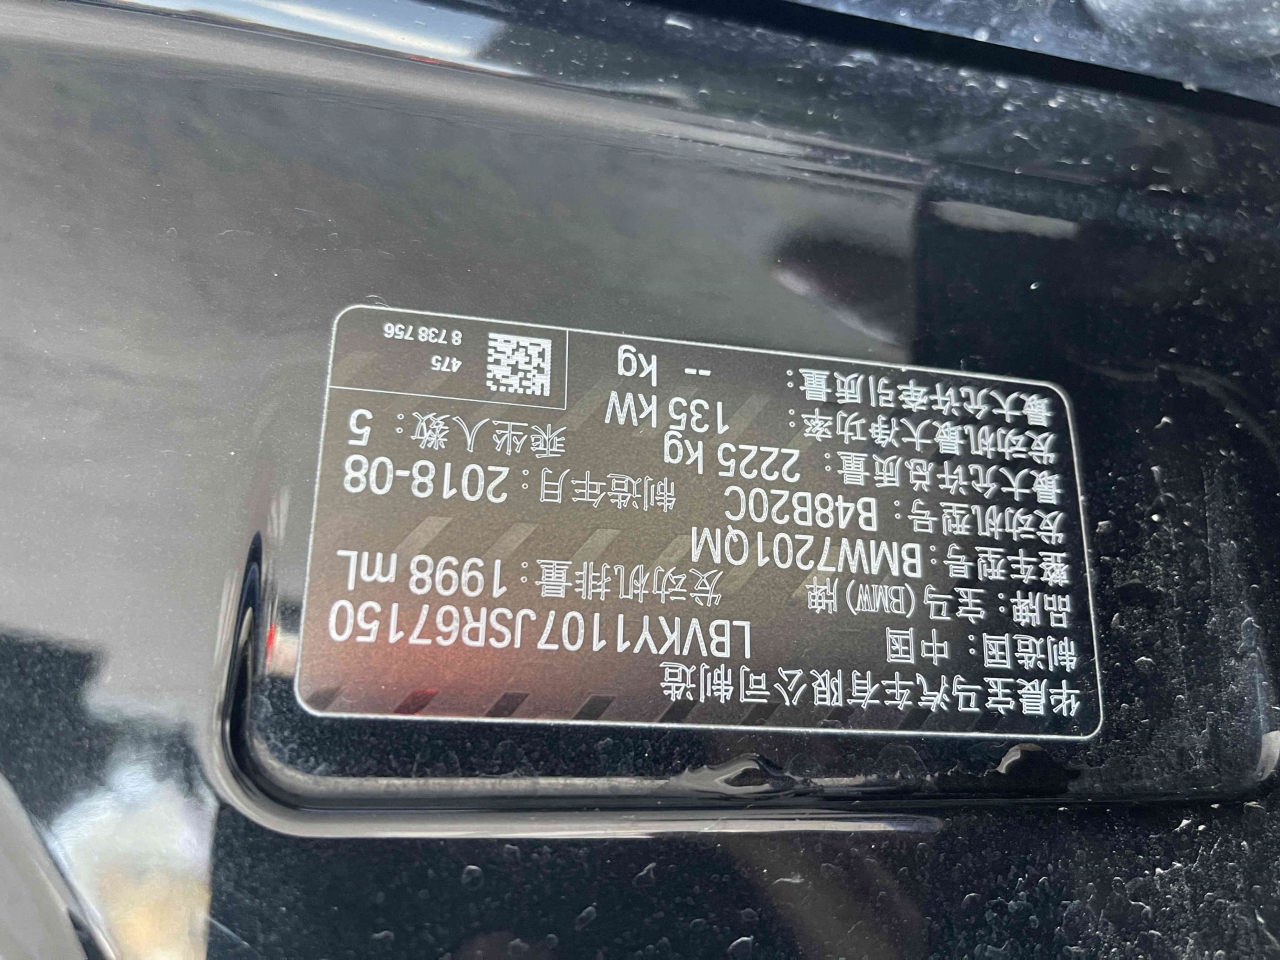 华晨宝马汽车有限公司制造
制造国：中国 LBVKY1107JSR67150
品牌：宝马(BMW)牌 发动机排量：1998 mL
整车型号：BMW7201QM
发动机型号：B48B20C 制造年月：2018-08
最大允许总质量：2225 kg 乘坐人数：5
发动机最大净功率：135 kW
最大允许牵引质量：-- kg
475
8 738 756